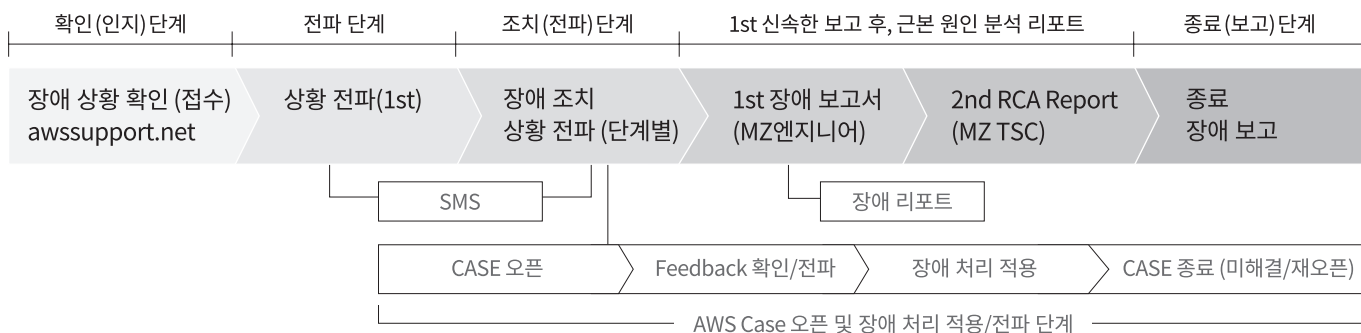 확인(인지)단계
전파 단계
조치(전파)단계
1st 신속한 보고 후, 근본 원인 분석 리포트
종료(보고)단계
장애 상황 확인 (접수)
awssupport.net
상황 전파(1st)
장애 조치
상황 전파 (단계별)
1st 장애 보고서
(MZ엔지니어)
2nd RCA Report
(MZ TSC)
종료
장애 보고
SMS
장애 리포트
CASE 오픈
Feedback 확인/전파
장애 처리 적용
CASE 종료 (미해결/재오픈)
AWS Case 오픈 및 장애 처리 적용/전파 단계